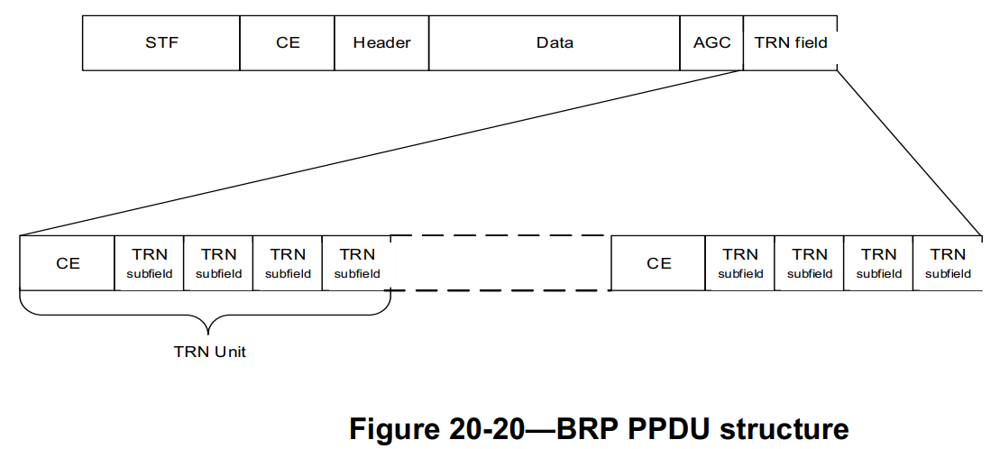 STF CE Header Data AGC TRN field
CE TRN subfield TRN subfield TRN subfield TRN subfield CE TRN subfield TRN subfield TRN subfield TRN subfield
TRN Unit
Figure 20-20—BRP PPDU structure